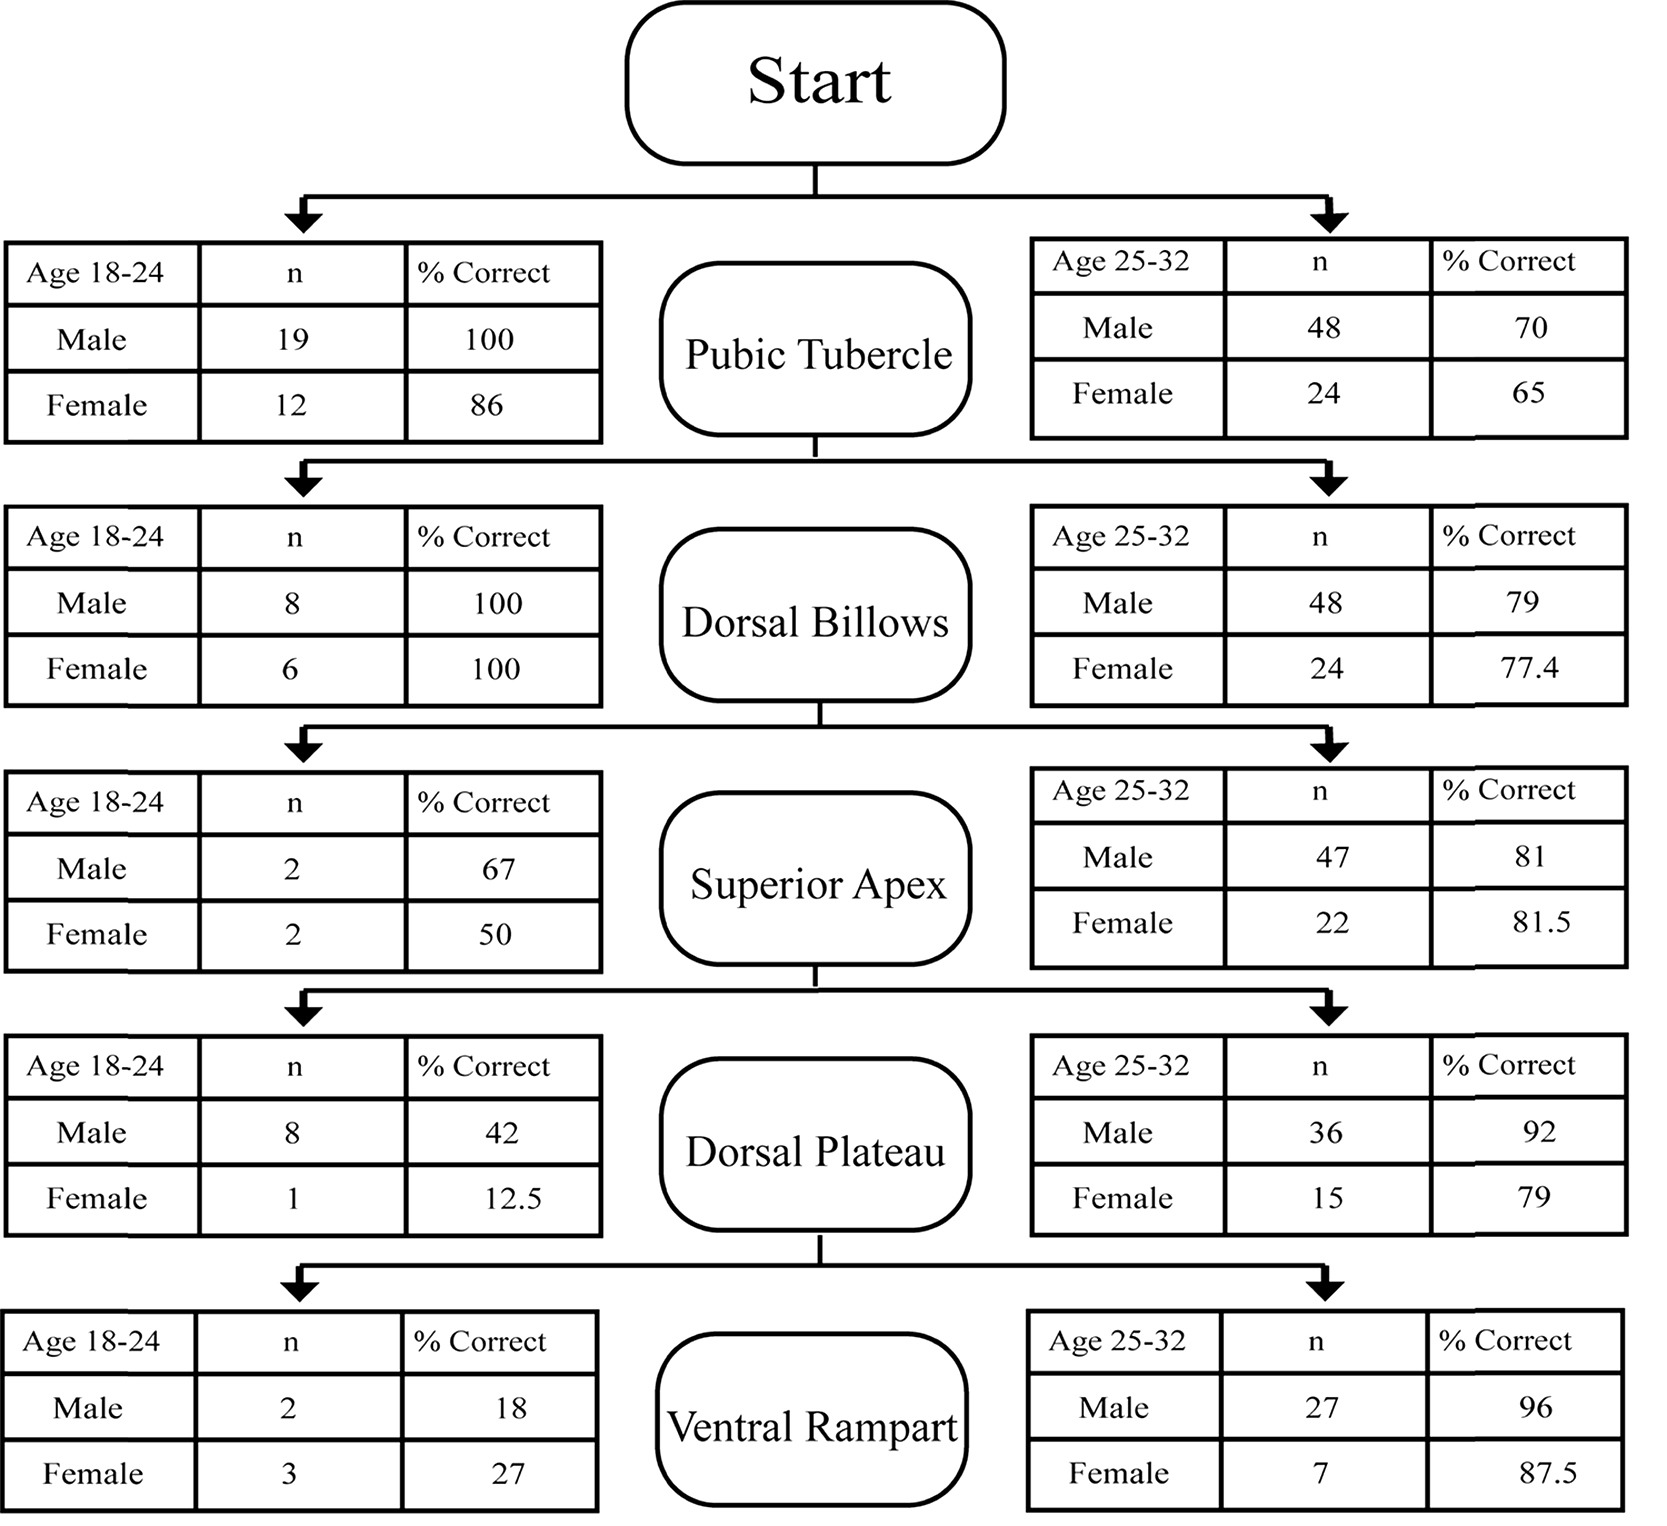 Start
Age 18-24 n % Correct
Male 19 100
Female 12 86
Pubic Tubercle
Age 25-32 n % Correct
Male 48 70
Female 24 65
Age 18-24 n % Correct
Male 8 100
Female 6 100
Dorsal Billows
Age 25-32 n % Correct
Male 48 79
Female 24 77.4
Age 18-24 n % Correct
Male 2 67
Female 2 50
Superior Apex
Age 25-32 n % Correct
Male 47 81
Female 22 81.5
Age 18-24 n % Correct
Male 8 42
Female 1 12.5
Dorsal Plateau
Age 25-32 n % Correct
Male 36 92
Female 15 79
Age 18-24 n % Correct
Male 2 18
Female 3 27
Ventral Rampart
Age 25-32 n % Correct
Male 27 96
Female 7 87.5